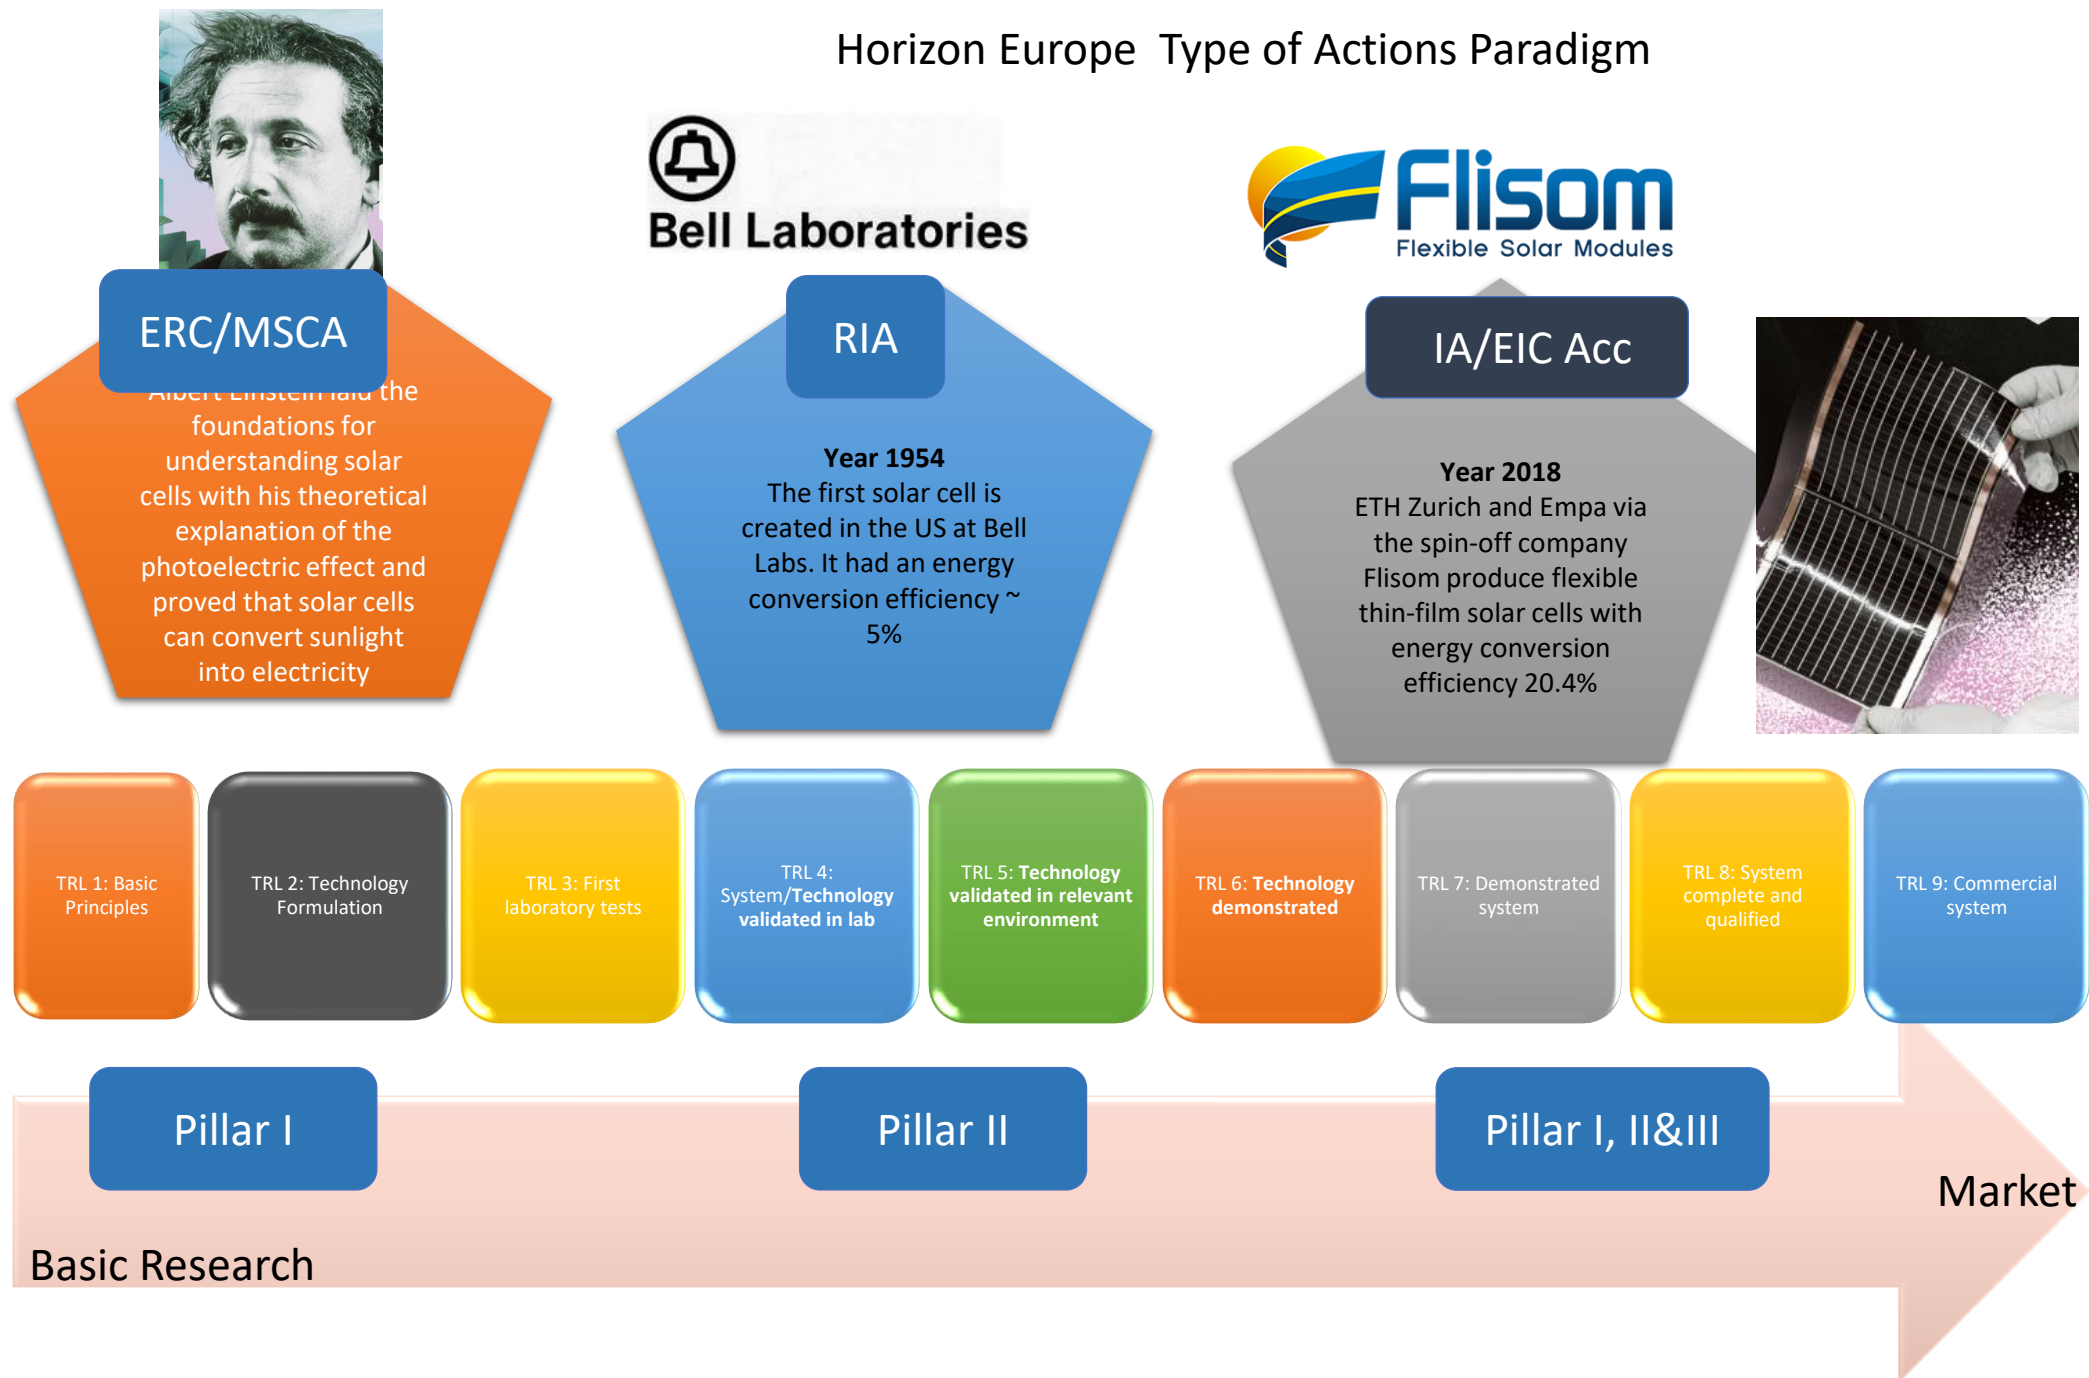 Horizon Europe Type of Actions Paradigm
Bell Laboratories
Flisom
Flexible Solar Modules
ERC/MSCA
Albert Einstein laid the
foundations for
understanding solar
cells with his theoretical
explanation of the
photoelectric effect and
proved that solar cells
can convert sunlight
into electricity
RIA
Year 1954
The first solar cell is
created in the US at Bell
Labs. It had an energy
conversion efficiency ~
5%
IA/EIC Acc
Year 2018
ETH Zurich and Empa via
the spin-off company
Flisom produce flexible
thin-film solar cells with
energy conversion
efficiency 20.4%
TRL 1: Basic
Principles
TRL 2: Technology
Formulation
TRL 3: First
laboratory tests
TRL 4:
System/Technology
validated in lab
TRL 5: Technology
validated in relevant
environment
TRL 6: Technology
demonstrated
TRL 7: Demonstrated
system
TRL 8: System
complete and
qualified
TRL 9: Commercial
system
Pillar I
Pillar II
Pillar I, II&III
Market
Basic Research